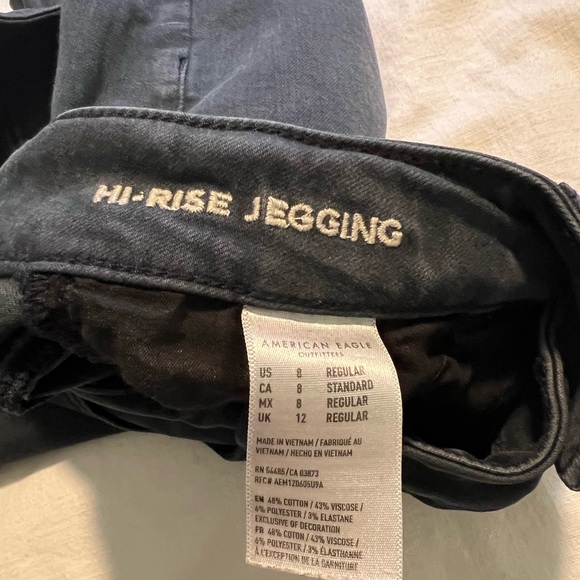 HI-RISE JEGGING
AMERICAN EAGLE
OUTFITTERS
US 8 REGULAR
CA 8 STANDARD
MX 8 REGULAR
UK 12 REGULAR
MADE IN VIETNAM / FABRIQUÉ AU
VIETNAM / HECHO EN VIETNAM
RN 54485/CA 03873
RFC# AEM120605U9A
EN 48% COTTON / 43% VISCOSE /
6% POLYESTER / 3% ELASTANE
EXCLUSIVE OF DECORATION
FR 48% COTON / 43% VISCOSE /
6% POLYESTER / 3% ÉLASTHANNE
À L'EXCEPTION DE LA GARNITURE